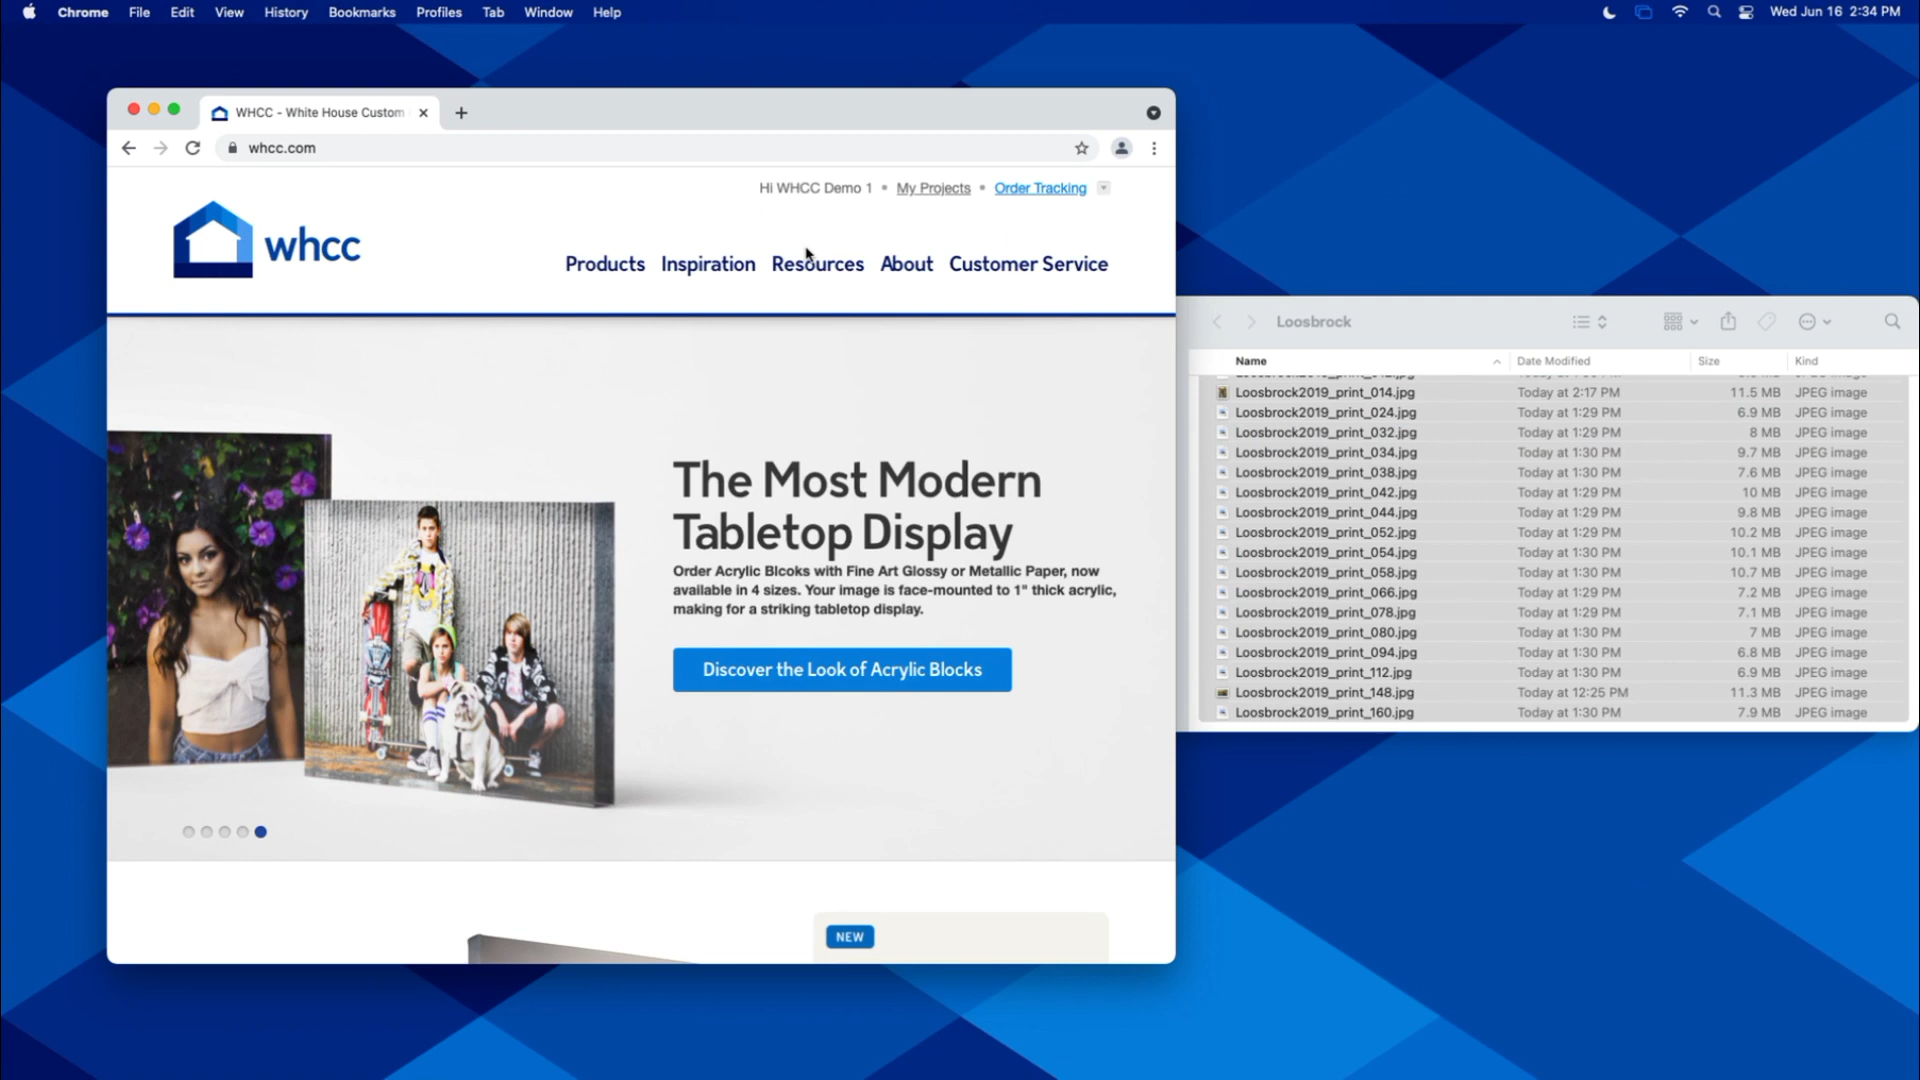 Chrome File Edit View History Bookmarks Profiles Tab Window Help
Wed Jun 16 2:34 PM
WHCC - White House Custom
whcc.com
Hi WHCC Demo 1 • My Projects • Order Tracking
whcc
Products Inspiration Resources About Customer Service
The Most Modern
Tabletop Display
Order Acrylic Blcoks with Fine Art Glossy or Metallic Paper, now
available in 4 sizes. Your image is face-mounted to 1" thick acrylic,
making for a striking tabletop display.
Discover the Look of Acrylic Blocks
NEW
Loosbrock
Name Date Modified Size Kind
Loosbrock2019_print_014.jpg Today at 2:17 PM 11.5 MB JPEG image
Loosbrock2019_print_024.jpg Today at 1:29 PM 6.9 MB JPEG image
Loosbrock2019_print_032.jpg Today at 1:29 PM 8 MB JPEG image
Loosbrock2019_print_034.jpg Today at 1:29 PM 9.7 MB JPEG image
Loosbrock2019_print_038.jpg Today at 1:30 PM 7.6 MB JPEG image
Loosbrock2019_print_042.jpg Today at 1:29 PM 10 MB JPEG image
Loosbrock2019_print_044.jpg Today at 1:29 PM 9.8 MB JPEG image
Loosbrock2019_print_052.jpg Today at 1:29 PM 10.2 MB JPEG image
Loosbrock2019_print_054.jpg Today at 1:30 PM 10.1 MB JPEG image
Loosbrock2019_print_058.jpg Today at 1:30 PM 10.7 MB JPEG image
Loosbrock2019_print_066.jpg Today at 1:29 PM 7.2 MB JPEG image
Loosbrock2019_print_078.jpg Today at 1:29 PM 7.1 MB JPEG image
Loosbrock2019_print_080.jpg Today at 1:30 PM 7 MB JPEG image
Loosbrock2019_print_094.jpg Today at 1:30 PM 6.8 MB JPEG image
Loosbrock2019_print_112.jpg Today at 1:30 PM 6.9 MB JPEG image
Loosbrock2019_print_148.jpg Today at 12:25 PM 11.3 MB JPEG image
Loosbrock2019_print_160.jpg Today at 1:30 PM 7.9 MB JPEG image